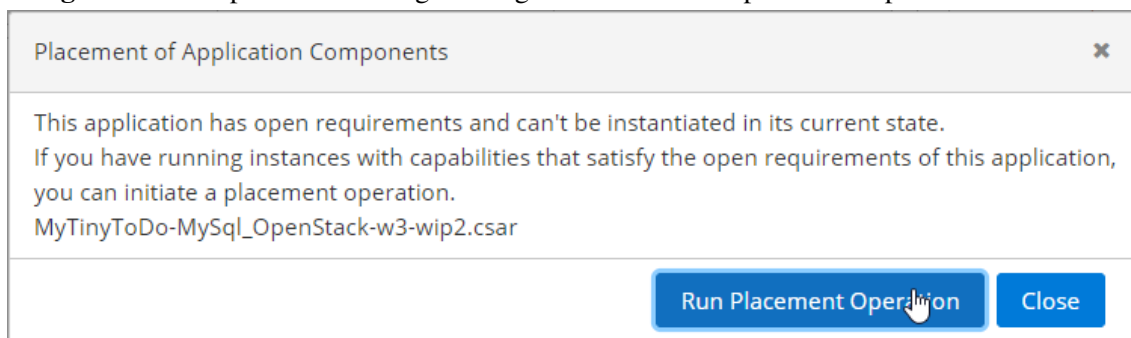 Placement of Application Components
This application has open requirements and can't be instantiated in its current state.
If you have running instances with capabilities that satisfy the open requirements of this application,
you can initiate a placement operation.
MyTinyToDo-MySql_OpenStack-w3-wip2.csar
Run Placement Operation
Close